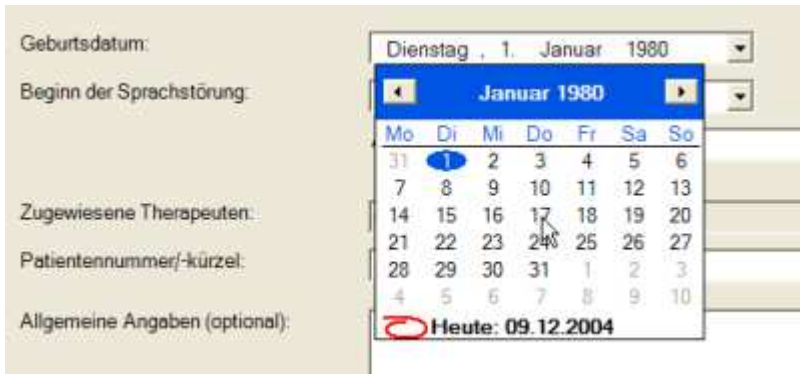 Geburtsdatum: Dienstag , 1. Januar 1980
Beginn der Sprachstörung:
Januar 1980
Mo Di Mi Do Fr Sa So
31 1 2 3 4 5 6
7 8 9 10 11 12 13
14 15 16 17 18 19 20
21 22 23 24 25 26 27
28 29 30 31 1 2 3
4 5 6 7 8 9 10
Heute: 09.12.2004
Zugewiesene Therapeuten:
Patientennummer/-kürzel:
Allgemeine Angaben (optional):